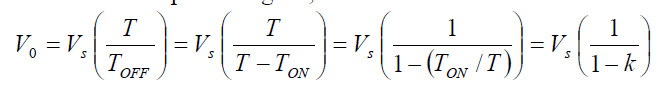 V_0 = V_s (T / T_OFF) = V_s (T / (T − T_ON)) = V_s (1 / (1 − (T_ON / T))) = V_s (1 / (1 − k))